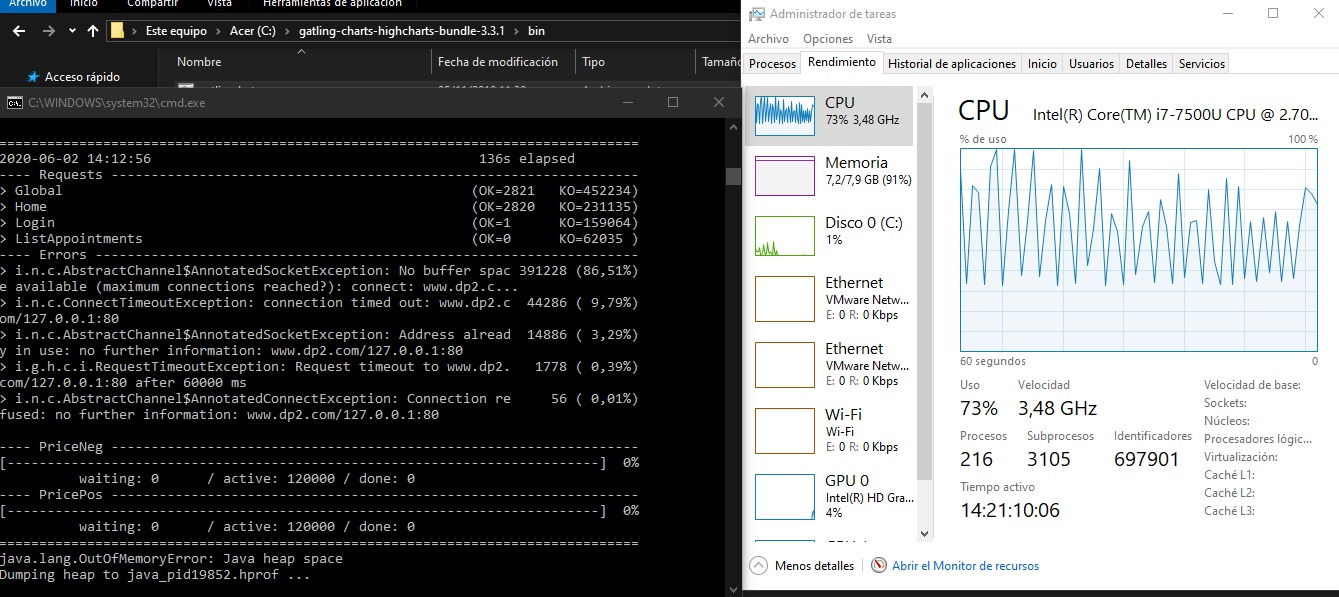 Archivo Inicio Compartir Vista Herramientas de aplicación
Este equipo > Acer (C:) > gatling-charts-highcharts-bundle-3.3.1 > bin
Nombre Fecha de modificación Tipo Tamaño
Acceso rápido
C:\WINDOWS\system32\cmd.exe
================================================================================
2020-06-02 14:12:56 136s elapsed
---- Requests ------------------------------------------------------------------
> Global (OK=2821 KO=452234)
> Home (OK=2820 KO=231135)
> Login (OK=1 KO=159064)
> ListAppointments (OK=0 KO=62035 )
---- Errors --------------------------------------------------------------------
> i.n.c.AbstractChannel$AnnotatedSocketException: No buffer spac 391228 (86,51%)
e available (maximum connections reached?): connect: www.dp2.c...
> i.n.c.ConnectTimeoutException: connection timed out: www.dp2.c 44286 ( 9,79%)
om/127.0.0.1:80
> i.n.c.AbstractChannel$AnnotatedSocketException: Address alread 14886 ( 3,29%)
y in use: no further information: www.dp2.com/127.0.0.1:80
> i.g.h.c.i.RequestTimeoutException: Request timeout to www.dp2. 1778 ( 0,39%)
com/127.0.0.1:80 after 60000 ms
> i.n.c.AbstractChannel$AnnotatedConnectException: Connection re 56 ( 0,01%)
fused: no further information: www.dp2.com/127.0.0.1:80
---- PriceNeg ------------------------------------------------------------------
[--------------------------------------------------------------------------] 0%
waiting: 0 / active: 120000 / done: 0
---- PricePos ------------------------------------------------------------------
[--------------------------------------------------------------------------] 0%
waiting: 0 / active: 120000 / done: 0
================================================================================
java.lang.OutOfMemoryError: Java heap space
Dumping heap to java_pid19852.hprof ...
Administrador de tareas
Archivo Opciones Vista
Procesos Rendimiento Historial de aplicaciones Inicio Usuarios Detalles Servicios
CPU
73% 3,48 GHz
Memoria
7,2/7,9 GB (91%)
Disco 0 (C:)
1%
Ethernet
VMware Netw...
E: 0 R: 0 Kbps
Ethernet
VMware Netw...
E: 0 R: 0 Kbps
Wi-Fi
Wi-Fi
E: 0 R: 0 Kbps
GPU 0
Intel(R) HD Gra...
4%
CPU Intel(R) Core(TM) i7-7500U CPU @ 2.70...
% de uso 100 %
60 segundos 0
Uso Velocidad
73% 3,48 GHz
Procesos Subprocesos Identificadores
216 3105 697901
Tiempo activo
14:21:10:06
Velocidad de base:
Sockets:
Núcleos:
Procesadores lógic...
Virtualización:
Caché L1:
Caché L2:
Caché L3:
Menos detalles Abrir el Monitor de recursos